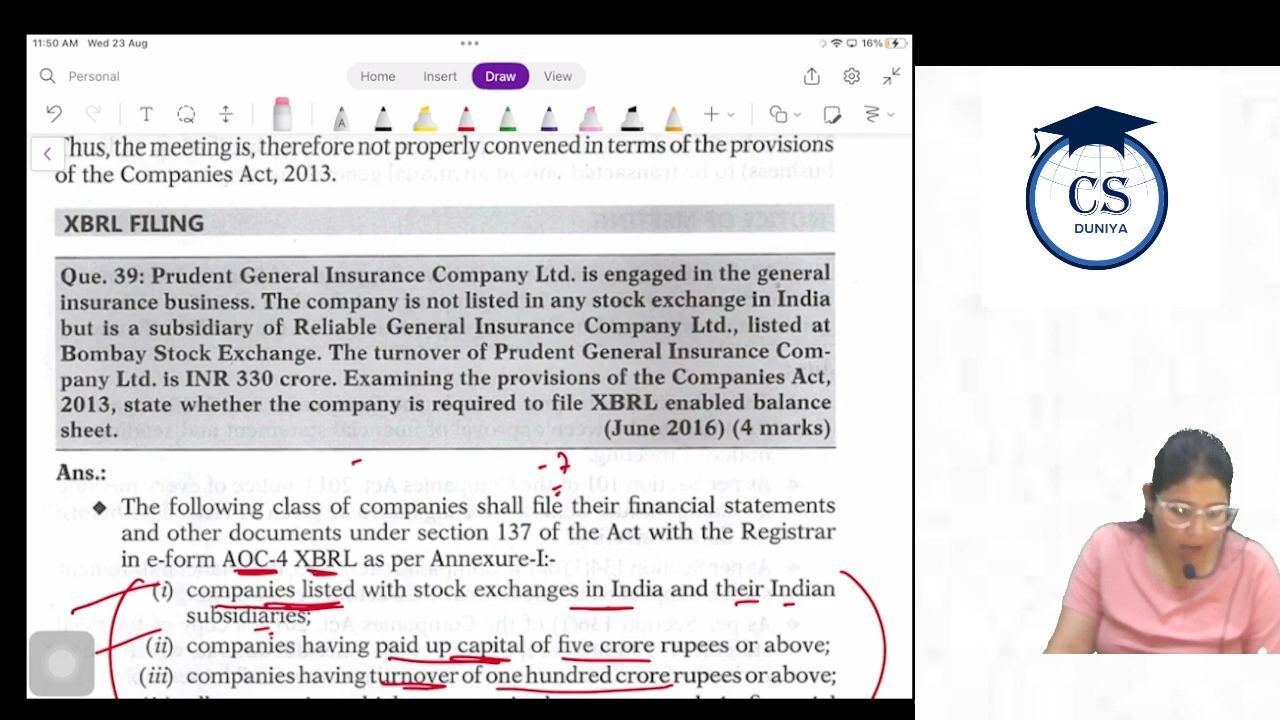 11:50 AM Wed 23 Aug
16%
Personal
Home Insert Draw View
Thus, the meeting is, therefore not properly convened in terms of the provisions
of the Companies Act, 2013.
XBRL FILING
Que. 39: Prudent General Insurance Company Ltd. is engaged in the general
insurance business. The company is not listed in any stock exchange in India
but is a subsidiary of Reliable General Insurance Company Ltd., listed at
Bombay Stock Exchange. The turnover of Prudent General Insurance Com-
pany Ltd. is INR 330 crore. Examining the provisions of the Companies Act,
2013, state whether the company is required to file XBRL enabled balance
sheet. (June 2016) (4 marks)
Ans.:
❖ The following class of companies shall file their financial statements
and other documents under section 137 of the Act with the Registrar
in e-form AOC-4 XBRL as per Annexure-I:-
(i) companies listed with stock exchanges in India and their Indian
subsidiaries;
(ii) companies having paid up capital of five crore rupees or above;
(iii) companies having turnover of one hundred crore rupees or above;
CS
DUNIYA